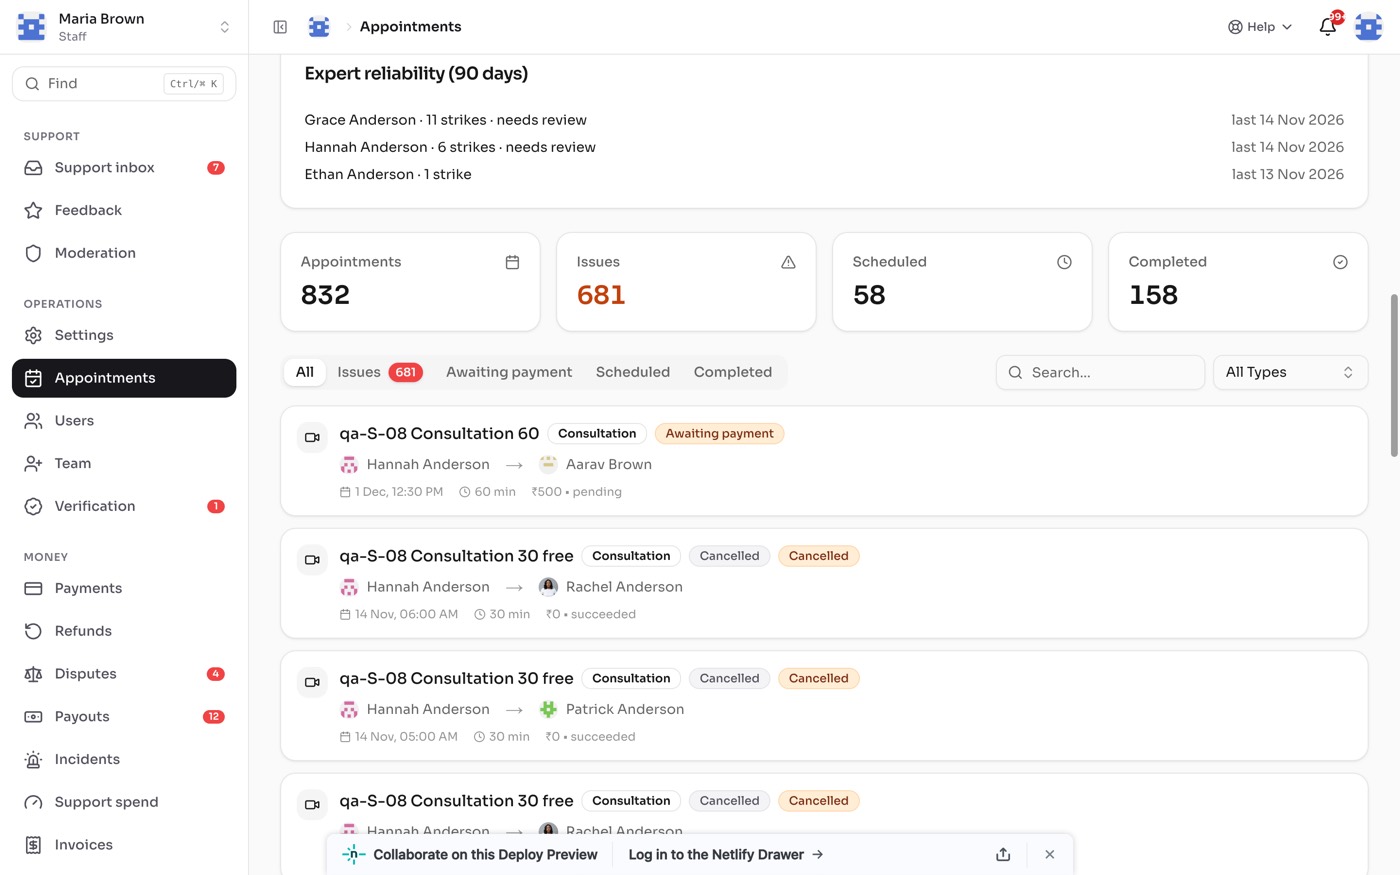 Maria Brown
Staff
Appointments
Help
99+
Find
Ctrl/⌘ K
SUPPORT
Support inbox 7
Feedback
Moderation
OPERATIONS
Settings
Appointments
Users
Team
Verification 1
MONEY
Payments
Refunds
Disputes 4
Payouts 12
Incidents
Support spend
Invoices
Expert reliability (90 days)
Grace Anderson · 11 strikes · needs review last 14 Nov 2026
Hannah Anderson · 6 strikes · needs review last 14 Nov 2026
Ethan Anderson · 1 strike last 13 Nov 2026
Appointments
832
Issues
681
Scheduled
58
Completed
158
All Issues 681 Awaiting payment Scheduled Completed
Search...
All Types
qa-S-08 Consultation 60 Consultation Awaiting payment
Hannah Anderson → Aarav Brown
1 Dec, 12:30 PM 60 min ₹500 • pending
qa-S-08 Consultation 30 free Consultation Cancelled Cancelled
Hannah Anderson → Rachel Anderson
14 Nov, 06:00 AM 30 min ₹0 • succeeded
qa-S-08 Consultation 30 free Consultation Cancelled Cancelled
Hannah Anderson → Patrick Anderson
14 Nov, 05:00 AM 30 min ₹0 • succeeded
qa-S-08 Consultation 30 free Consultation Cancelled Cancelled
Hannah Anderson → Rachel Anderson
Collaborate on this Deploy Preview Log in to the Netlify Drawer →